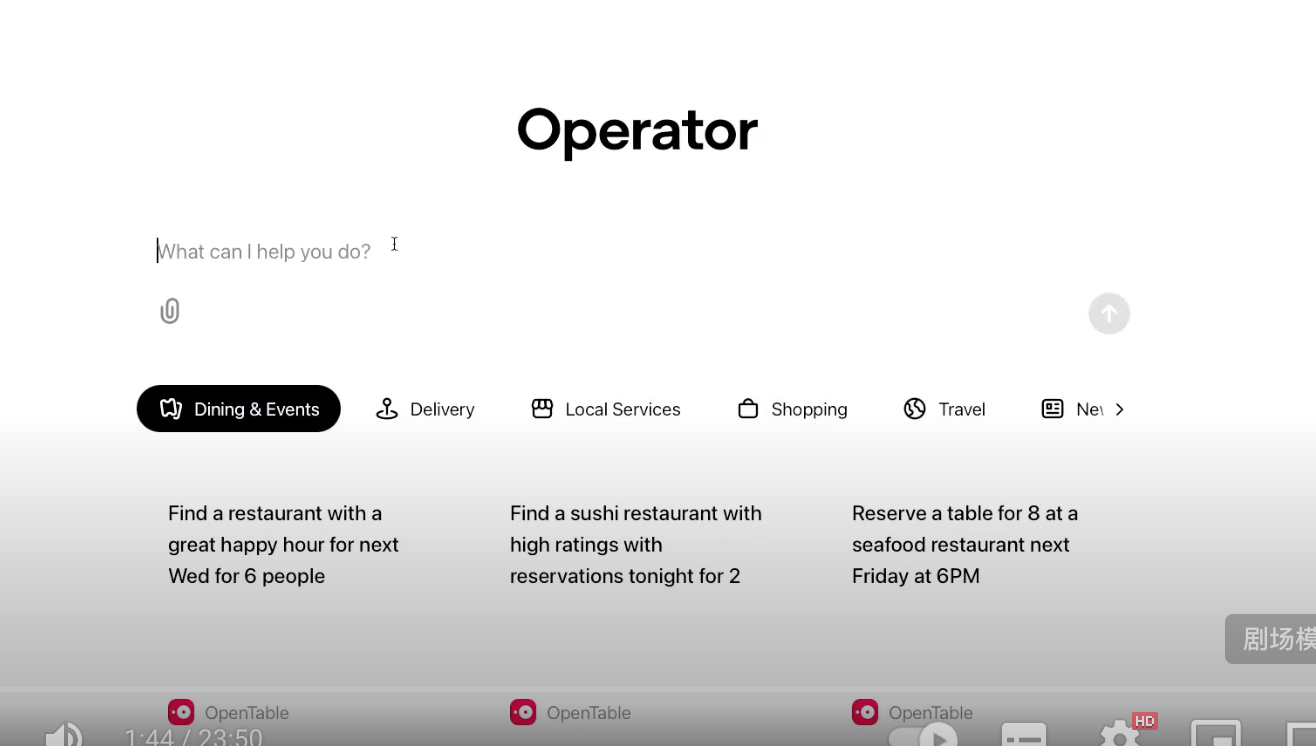 Operator
What can I help you do?
Dining & Events
Delivery
Local Services
Shopping
Travel
Find a restaurant with a
great happy hour for next
Wed for 6 people
Find a sushi restaurant with
high ratings with
reservations tonight for 2
Reserve a table for 8 at a
seafood restaurant next
Friday at 6PM
剧场模
OpenTable
OpenTable
OpenTable
HD
1:44 / 23:50